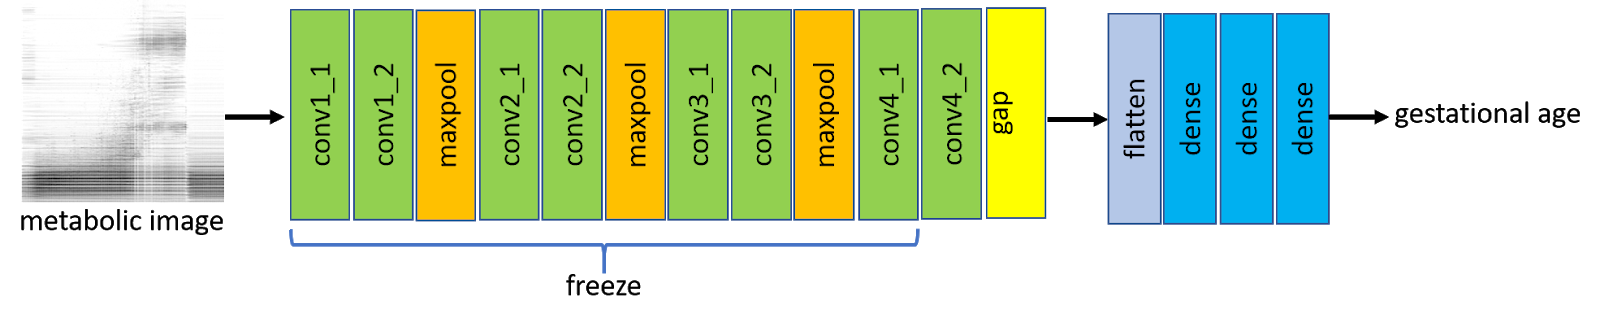 metabolic image
conv1_1
conv1_2
maxpool
conv2_1
conv2_2
maxpool
conv3_1
conv3_2
maxpool
conv4_1
conv4_2
gap
flatten
dense
dense
dense
gestational age
freeze